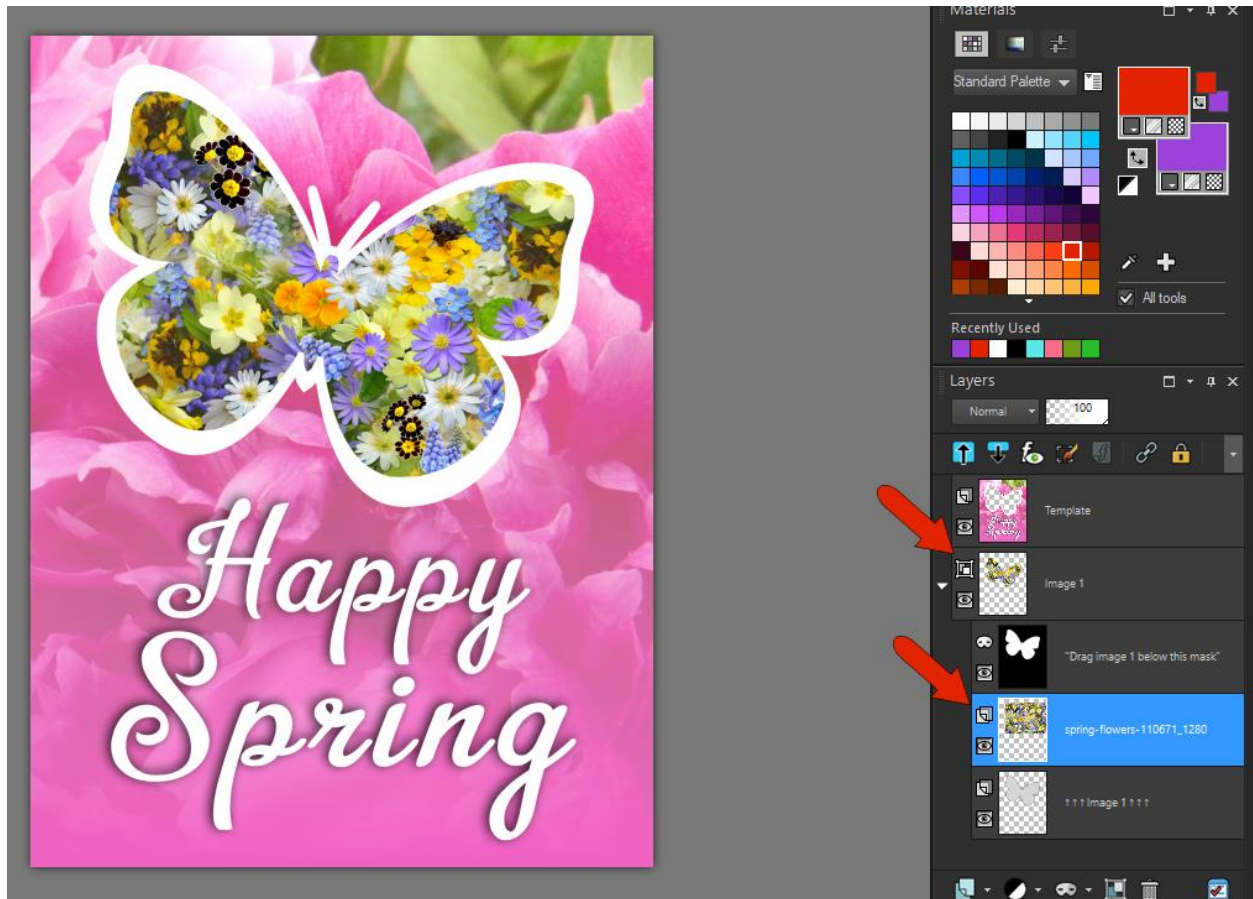 Happy
Spring
Materials
Standard Palette
All tools
Recently Used
Layers
Normal
100
Template
Image 1
"Drag image 1 below this mask"
spring-flowers-110671_1280
↑↑↑Image 1↑↑↑